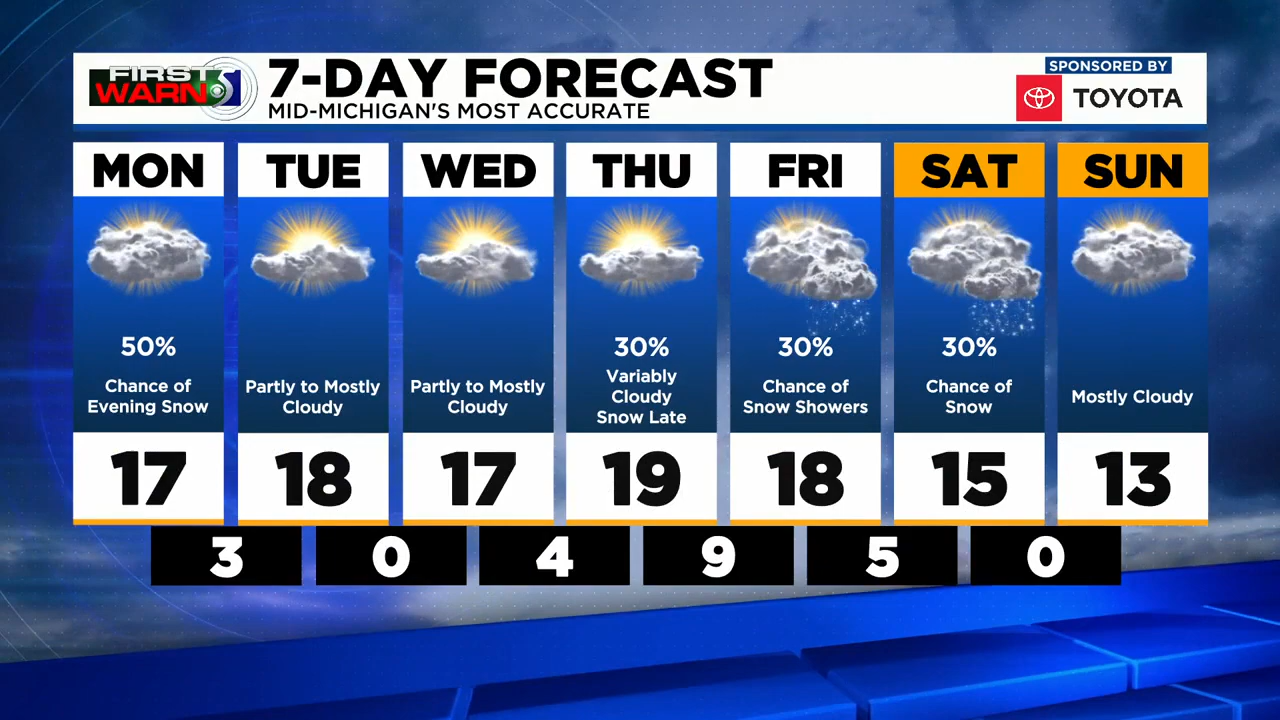 FIRST
WARN 5
7-DAY FORECAST
MID-MICHIGAN'S MOST ACCURATE
SPONSORED BY
TOYOTA
MON
TUE
WED
THU
FRI
SAT
SUN
50%
Chance of
Evening Snow
Partly to Mostly
Cloudy
Partly to Mostly
Cloudy
30%
Variably
Cloudy
Snow Late
30%
Chance of
Snow Showers
30%
Chance of
Snow
Mostly Cloudy
17
18
17
19
18
15
13
3
0
4
9
5
0